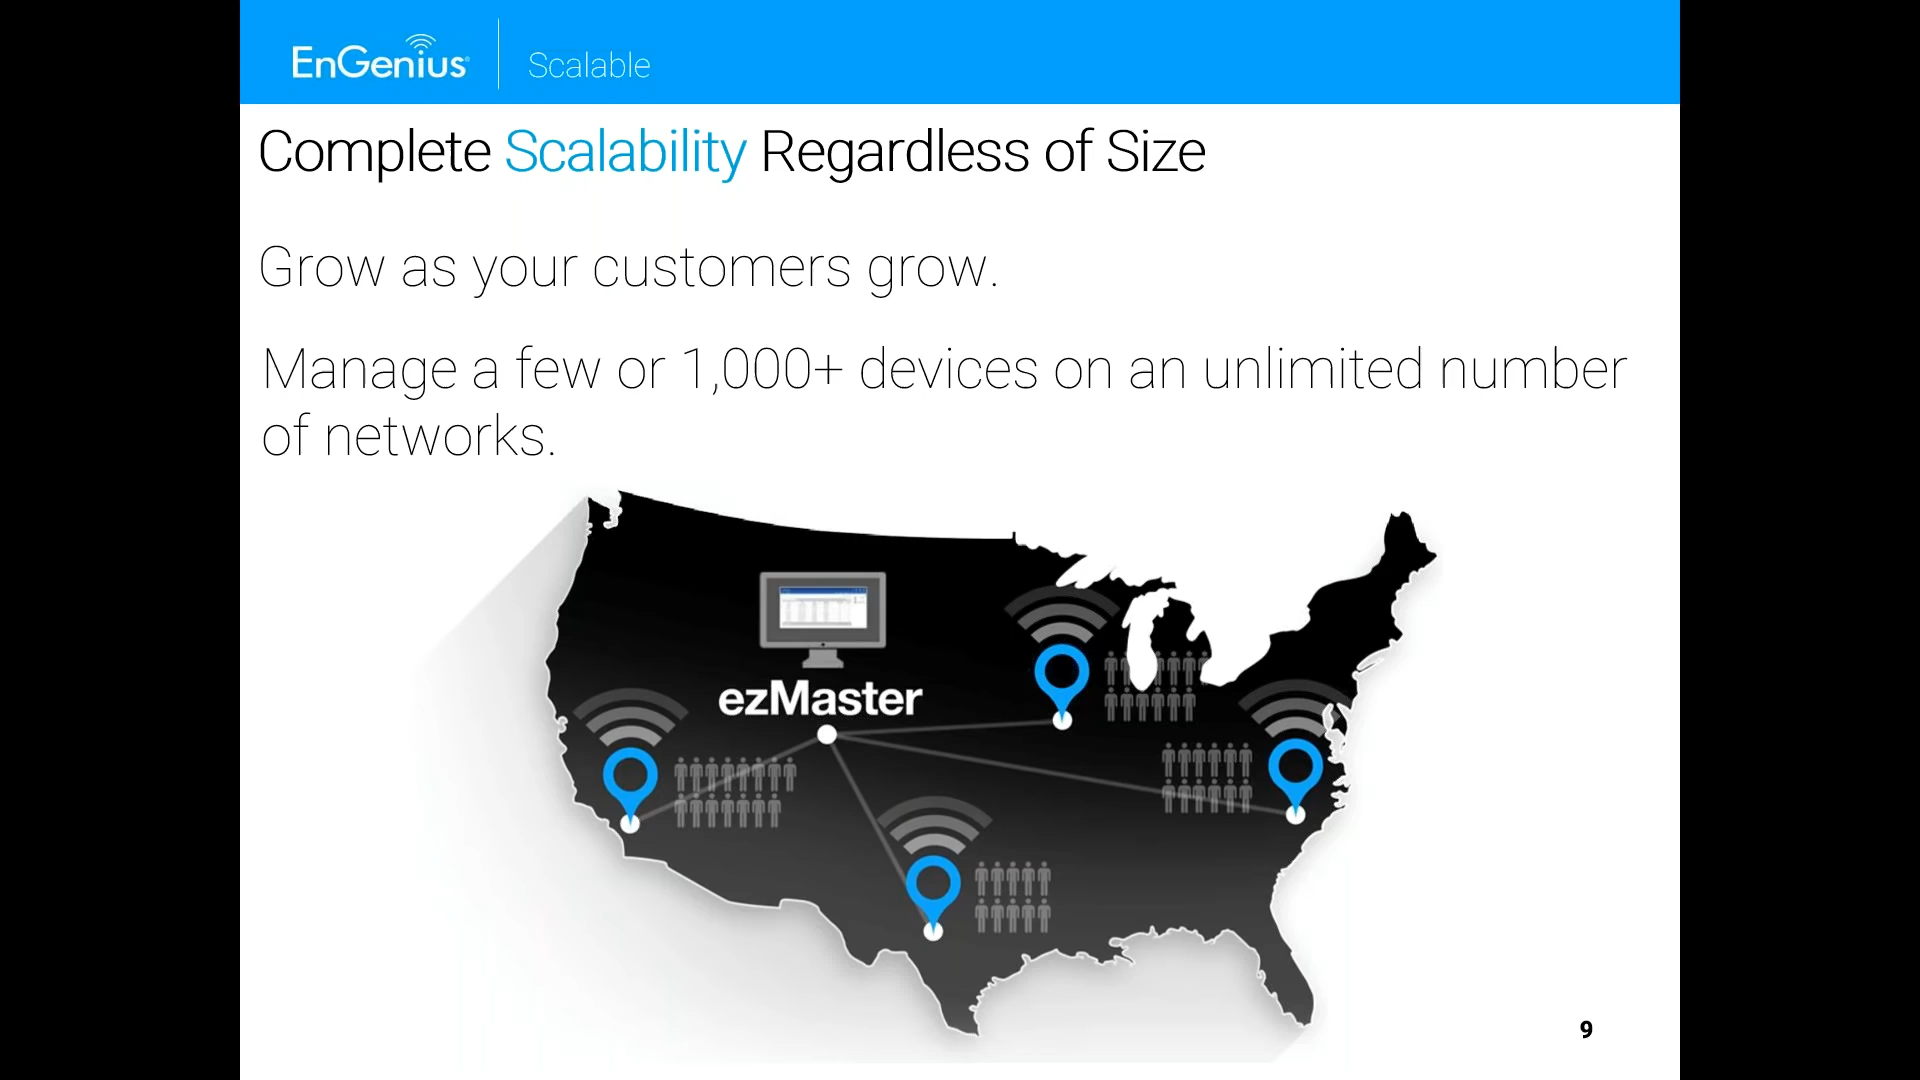 EnGenius
Scalable
Complete Scalability Regardless of Size
Grow as your customers grow.
Manage a few or 1,000+ devices on an unlimited number
of networks.
ezMaster
9